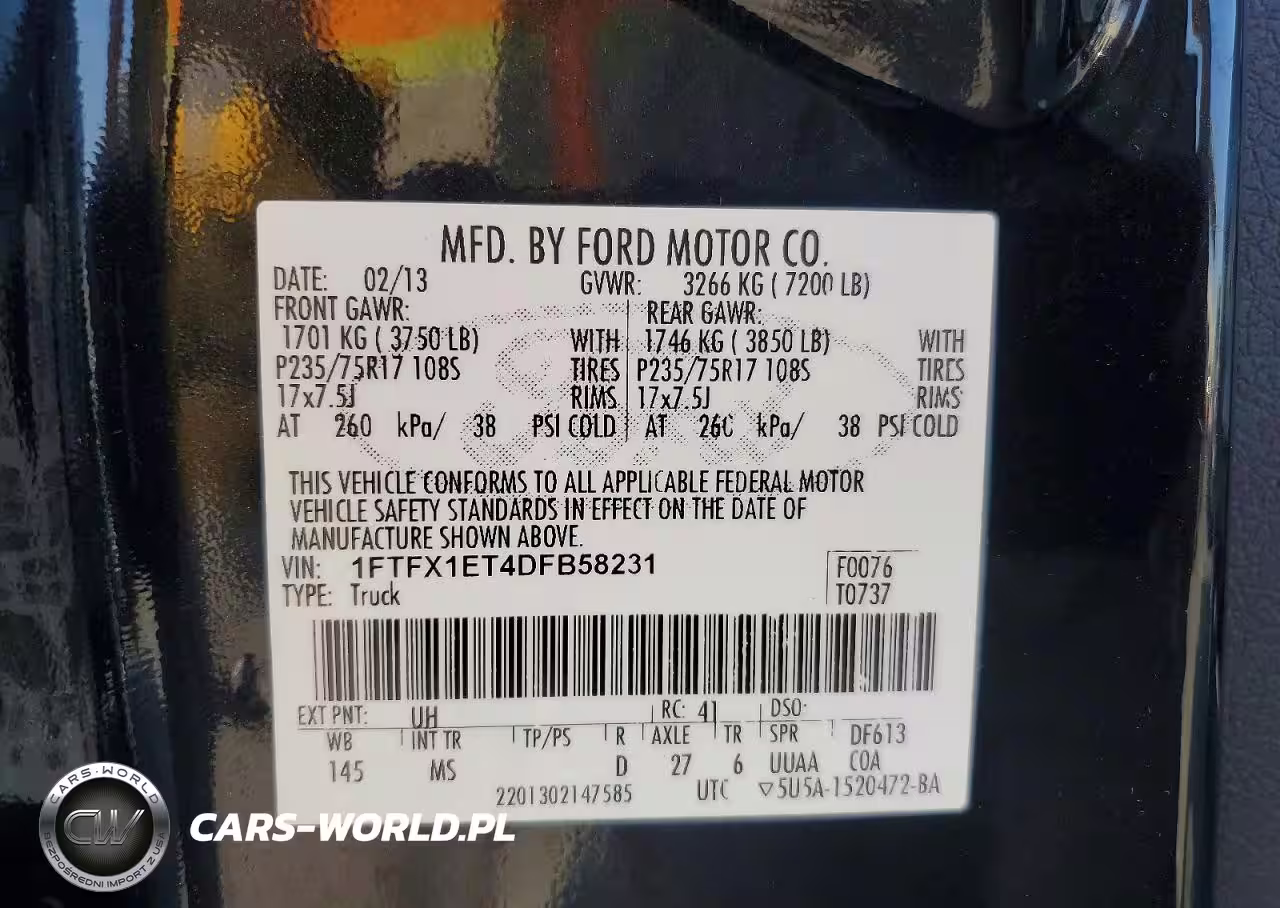 MFD. BY FORD MOTOR CO.
DATE: 02/13 GVWR: 3266 KG ( 7200 LB)
FRONT GAWR: REAR GAWR:
1701 KG ( 3750 LB) WITH 1746 KG ( 3850 LB) WITH
P235/75R17 108S TIRES P235/75R17 108S TIRES
17x7.5J RIMS 17x7.5J RIMS
AT 260 kPa/ 38 PSI COLD AT 260 kPa/ 38 PSI COLD
THIS VEHICLE CONFORMS TO ALL APPLICABLE FEDERAL MOTOR
VEHICLE SAFETY STANDARDS IN EFFECT ON THE DATE OF
MANUFACTURE SHOWN ABOVE.
VIN: 1FTFX1ET4DFB58231 F0076
TYPE: Truck T0737
EXT PNT: UH RC: 41 DSO:
WB INT TR TP/PS R AXLE TR SPR DF613
145 MS D 27 6 UUAA COA
2201302147585 UTC ▽5U5A-1520472-BA
CARS-WORLD
CW
BEZPOŚREDNI IMPORT Z USA
CARS-WORLD.PL